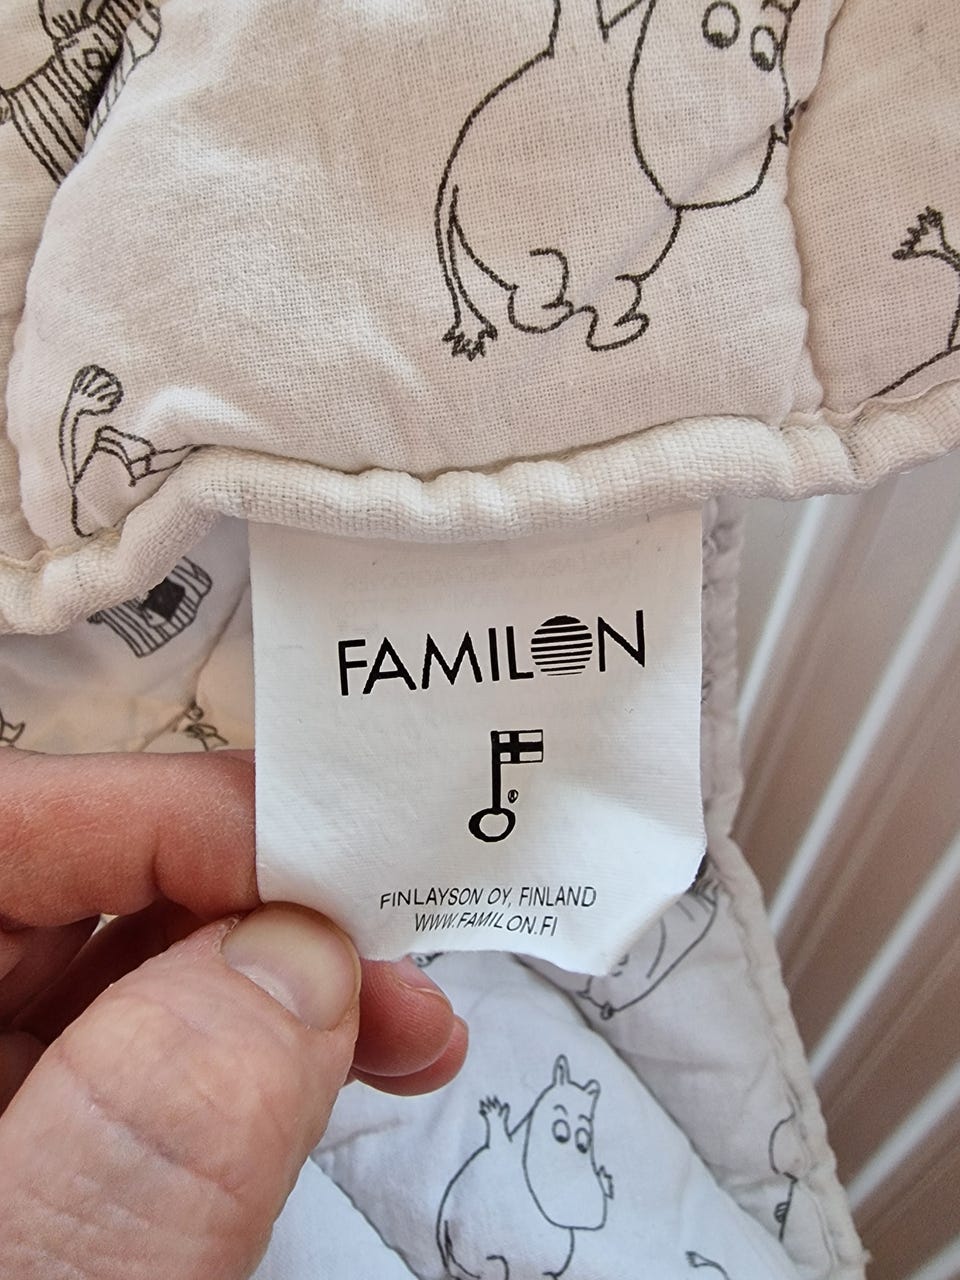 FAMILON
®
FINLAYSON OY, FINLAND
WWW.FAMILON.FI